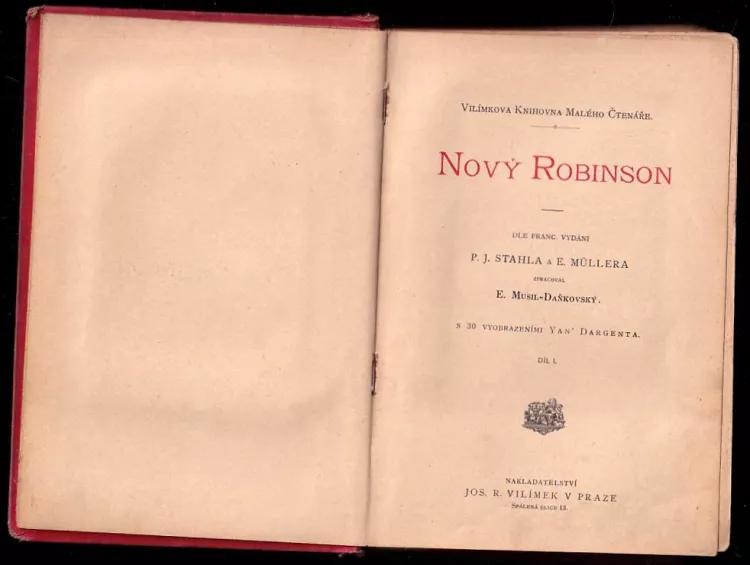 Vilímkova Knihovna Malého Čtenáře.
Nový Robinson
DLE FRANC. VYDÁNÍ
P. J. STAHLA A E. MÜLLERA
ZPRACOVAL
E. Musil-Daňkovský.
S 30 VYOBRAZENÍMI Yan' Dargenta.
DÍL I.
NAKLADATELSTVÍ
JOS. R. VILÍMEK V PRAZE
Spálená ulice 13.